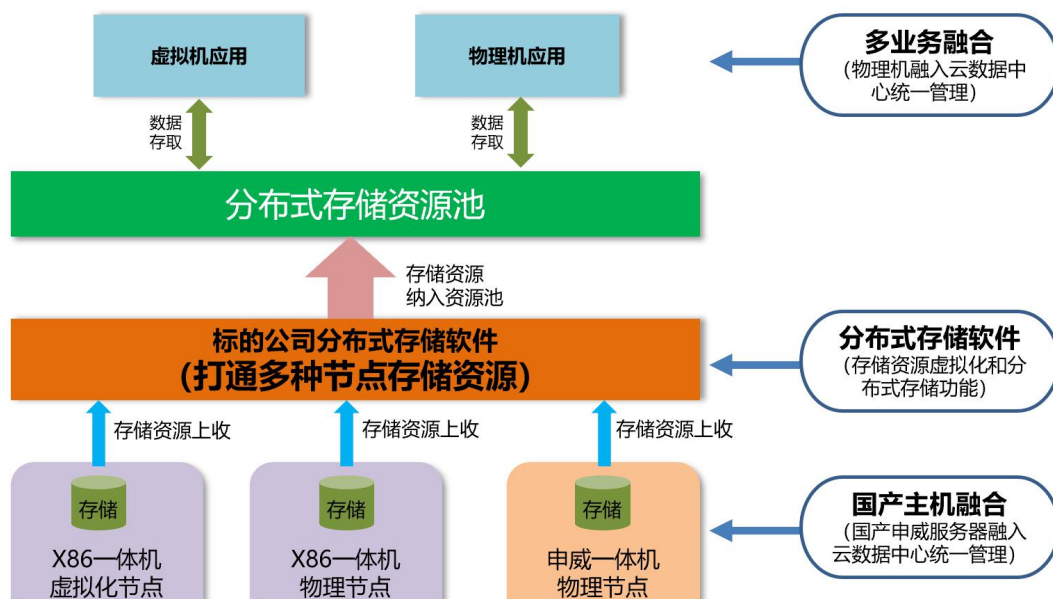 虚拟机应用
物理机应用
多业务融合
（物理机融入云数据中
心统一管理）
数据
存取
数据
存取
分布式存储资源池
存储资源
纳入资源池
标的公司分布式存储软件
（打通多种节点存储资源）
分布式存储软件
（存储资源虚拟化和分
布式存储功能）
存储资源上收
存储资源上收
存储资源上收
存储
存储
存储
国产主机融合
（国产申威服务器融入
云数据中心统一管理）
X86一体机
虚拟化节点
X86一体机
物理节点
申威一体机
物理节点